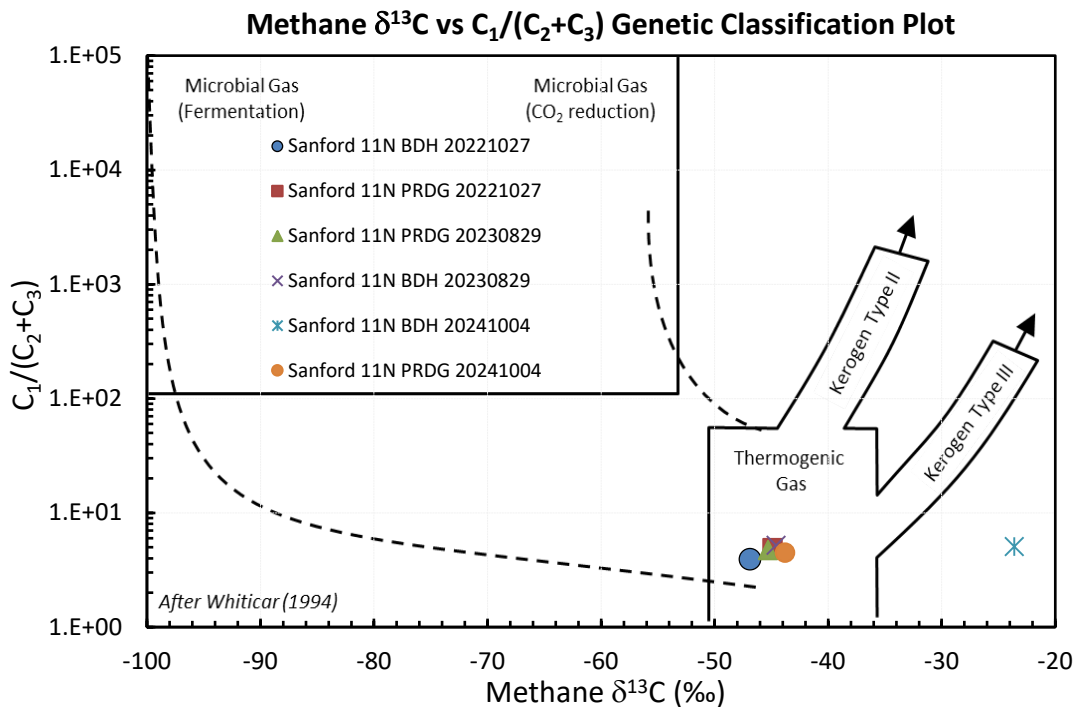 Methane δ¹³C vs C₁/(C₂+C₃) Genetic Classification Plot
1.E+05
1.E+04
1.E+03
1.E+02
1.E+01
1.E+00
C₁/(C₂+C₃)
Microbial Gas
(Fermentation)
Microbial Gas
(CO₂ reduction)
Sanford 11N BDH 20221027
Sanford 11N PRDG 20221027
Sanford 11N PRDG 20230829
Sanford 11N BDH 20230829
Sanford 11N BDH 20241004
Sanford 11N PRDG 20241004
Kerogen Type II
Kerogen Type III
Thermogenic
Gas
After Whiticar (1994)
-100 -90 -80 -70 -60 -50 -40 -30 -20
Methane δ¹³C (‰)